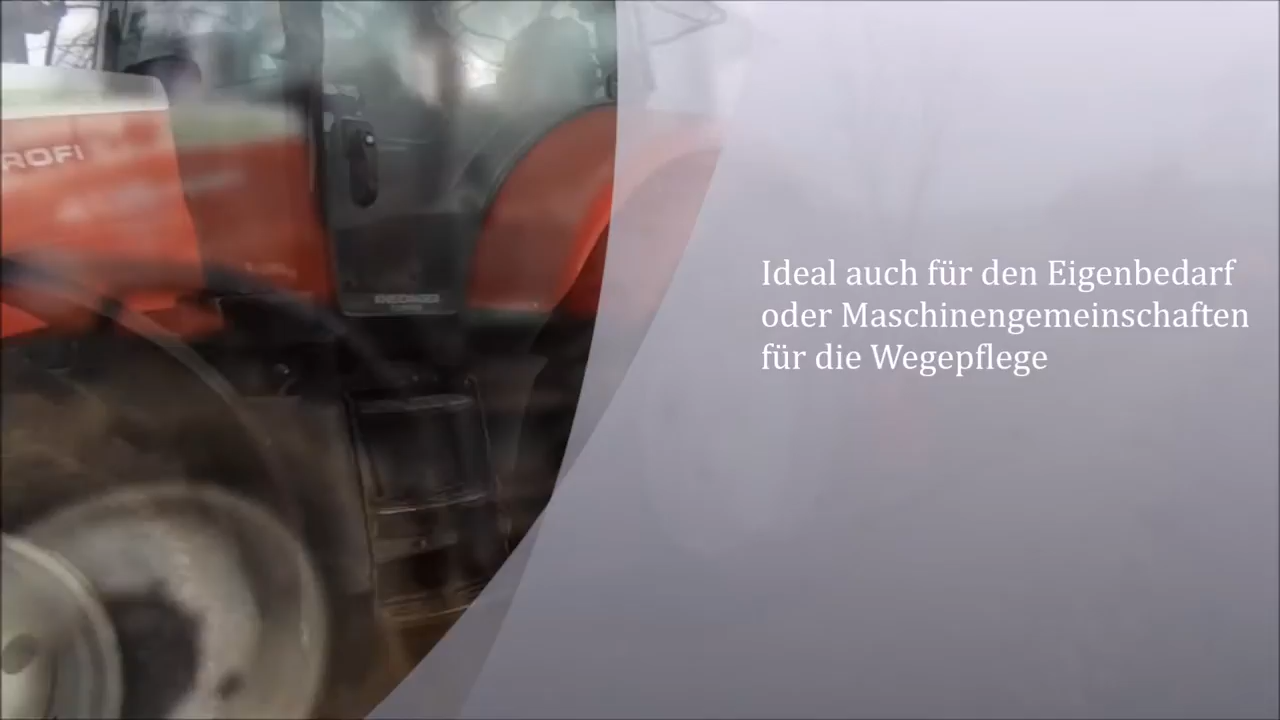 ROFI
Ideal auch für den Eigenbedarf
oder Maschinengemeinschaften
für die Wegepflege